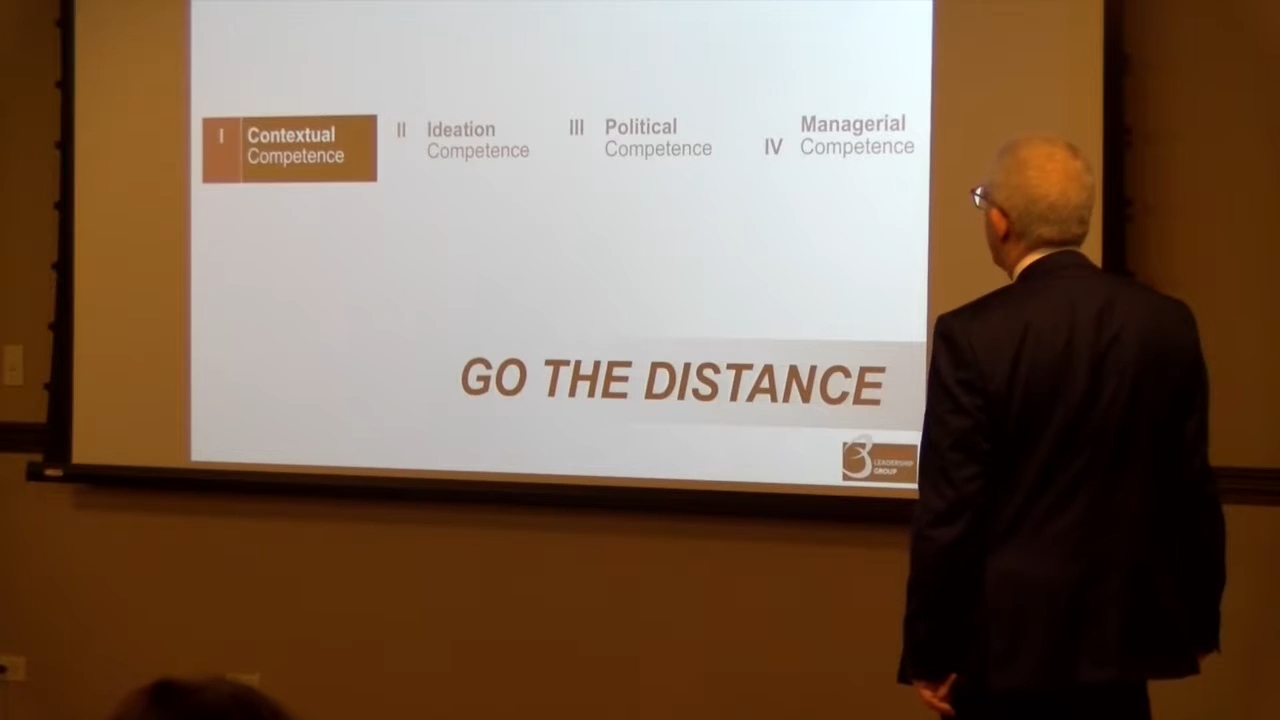 I Contextual
Competence
II Ideation
Competence
III Political
Competence
IV Managerial
Competence
GO THE DISTANCE
LEADERSHIP
GROUP